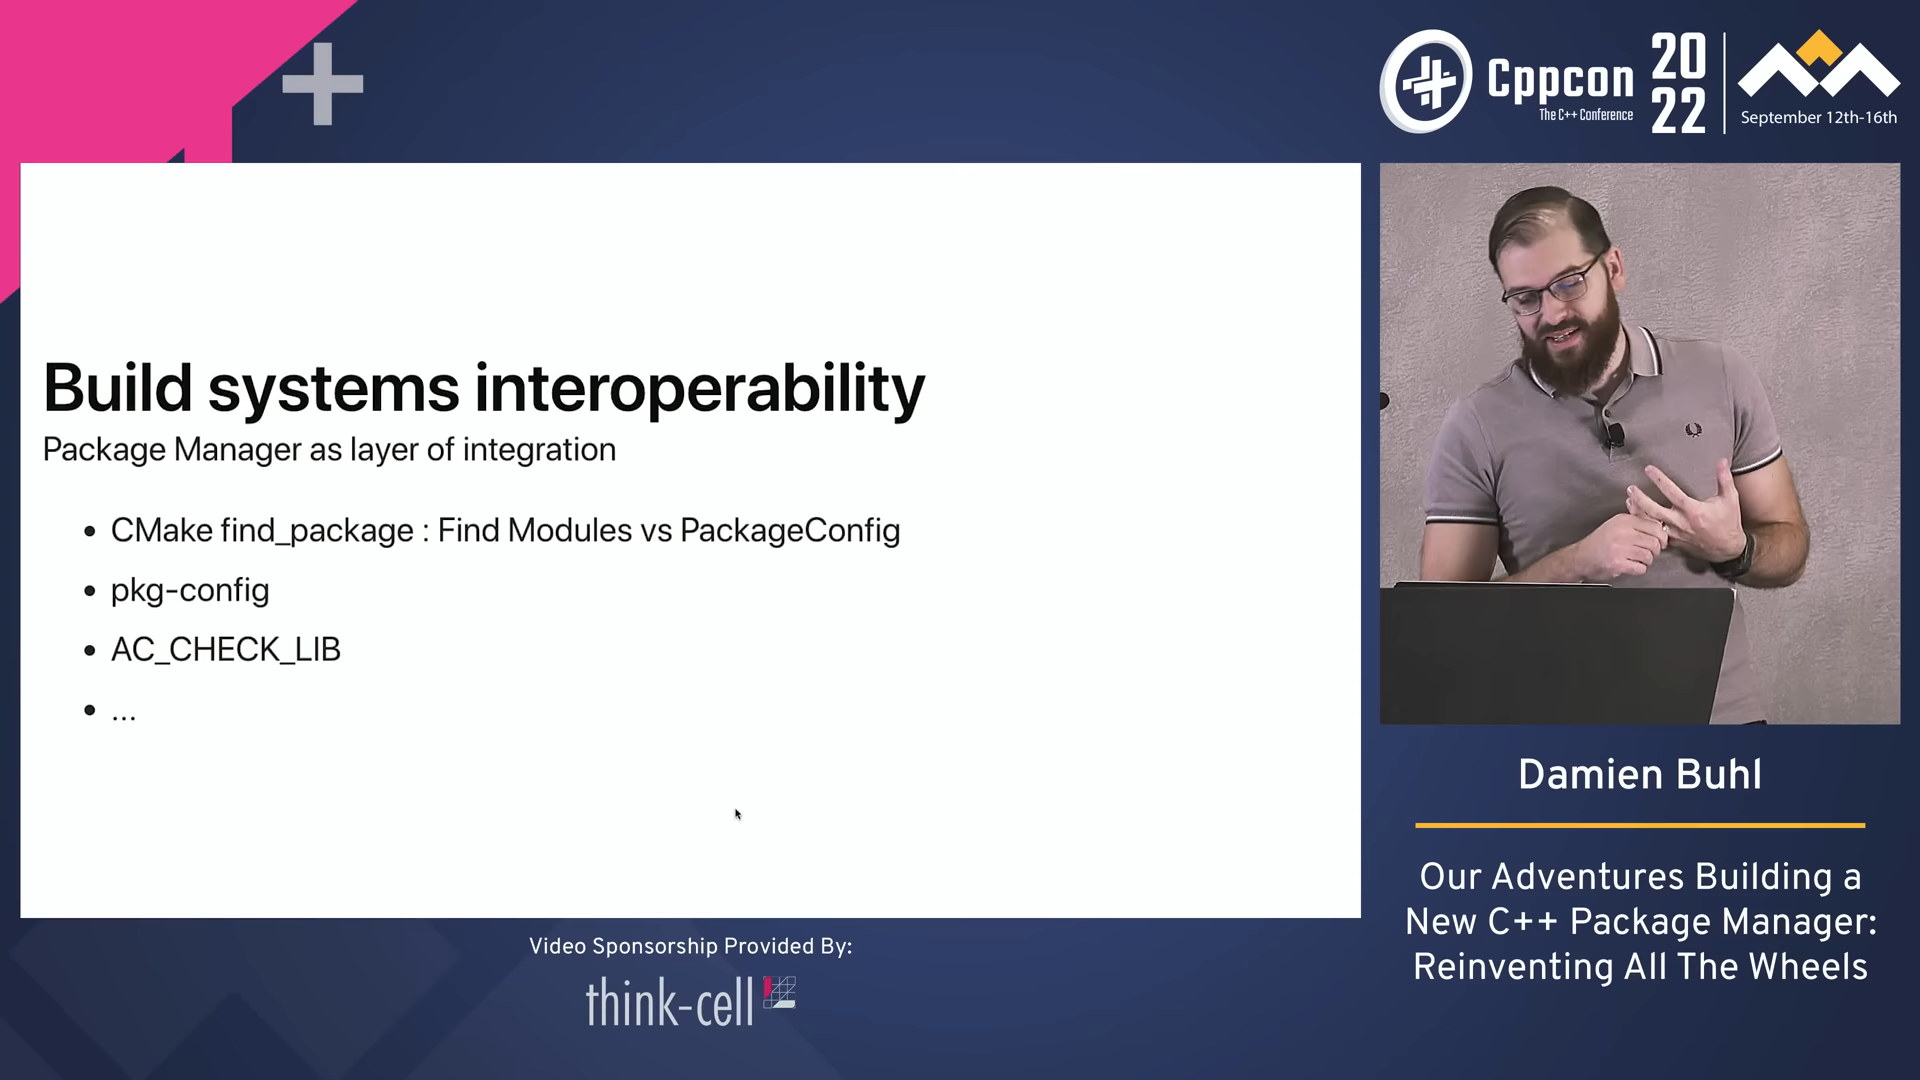 Cppcon
The C++ Conference
20
22
September 12th-16th
Build systems interoperability
Package Manager as layer of integration
• CMake find_package : Find Modules vs PackageConfig
• pkg-config
• AC_CHECK_LIB
• ...
Damien Buhl
Our Adventures Building a
New C++ Package Manager:
Reinventing All The Wheels
Video Sponsorship Provided By:
think-cell